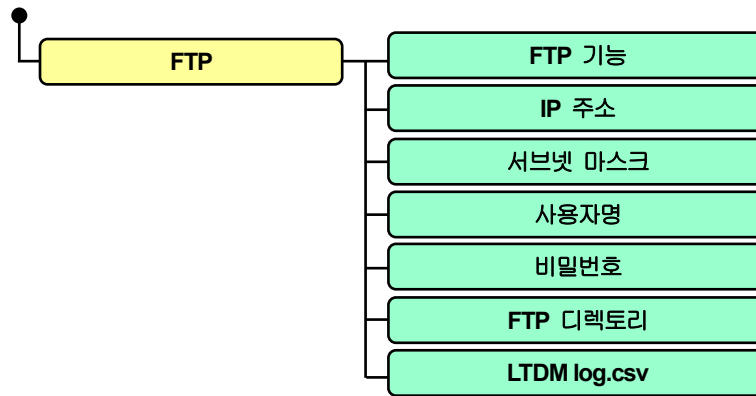 FTP
FTP 기능
IP 주소
서브넷 마스크
사용자명
비밀번호
FTP 디렉토리
LTDM log.csv